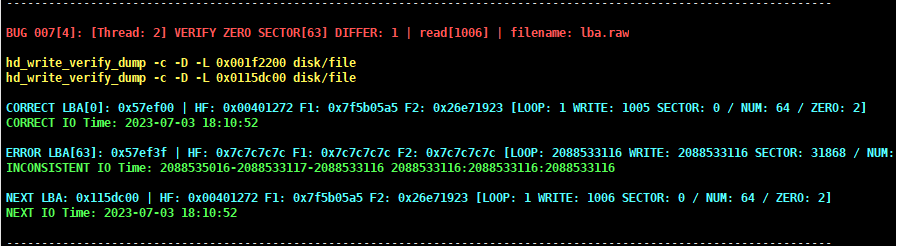 --------------------------------------------------------------------------------------------------------------------
BUG 007[4]: [Thread: 2] VERIFY ZERO SECTOR[63] DIFFER: 1 | read[1006] | filename: lba.raw
hd_write_verify_dump -c -D -L 0x001f2200 disk/file
hd_write_verify_dump -c -D -L 0x0115dc00 disk/file
CORRECT LBA[0]: 0x57ef00 | HF: 0x00401272 F1: 0x7f5b05a5 F2: 0x26e71923 [LOOP: 1 WRITE: 1005 SECTOR: 0 / NUM: 64 / ZERO: 2]
CORRECT IO Time: 2023-07-03 18:10:52
ERROR LBA[63]: 0x57ef3f | HF: 0x7c7c7c7c F1: 0x7c7c7c7c F2: 0x7c7c7c7c [LOOP: 2088533116 WRITE: 2088533116 SECTOR: 31868 / NUM:
INCONSISTENT IO Time: 2088535016-2088533117-2088533116 2088533116:2088533116:2088533116
NEXT LBA: 0x115dc00 | HF: 0x00401272 F1: 0x7f5b05a5 F2: 0x26e71923 [LOOP: 1 WRITE: 1006 SECTOR: 0 / NUM: 64 / ZERO: 2]
NEXT IO Time: 2023-07-03 18:10:52
--------------------------------------------------------------------------------------------------------------------